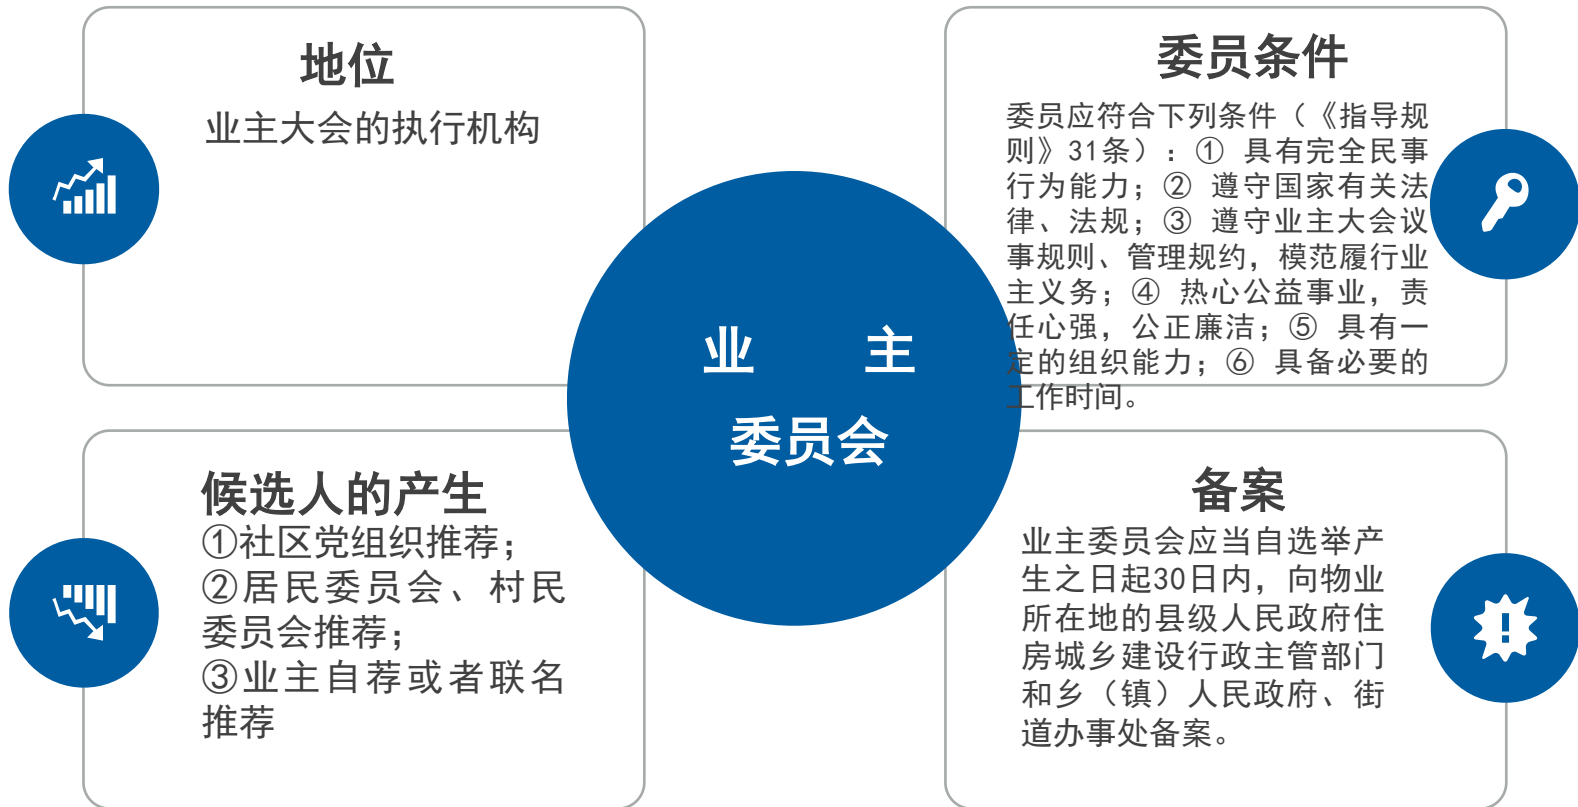 地位
业主大会的执行机构
委员条件
委员应符合下列条件（《指导规
则》31条）：① 具有完全民事
行为能力；② 遵守国家有关法
律、法规；③ 遵守业主大会议
事规则、管理规约，模范履行业
主义务；④ 热心公益事业，责
任心强，公正廉洁；⑤ 具有一
定的组织能力；⑥ 具备必要的
工作时间。
业 主
委员会
候选人的产生
①社区党组织推荐；
②居民委员会、村民
委员会推荐；
③业主自荐或者联名
推荐
备案
业主委员会应当自选举产
生之日起30日内，向物业
所在地的县级人民政府住
房城乡建设行政主管部门
和乡（镇）人民政府、街
道办事处备案。